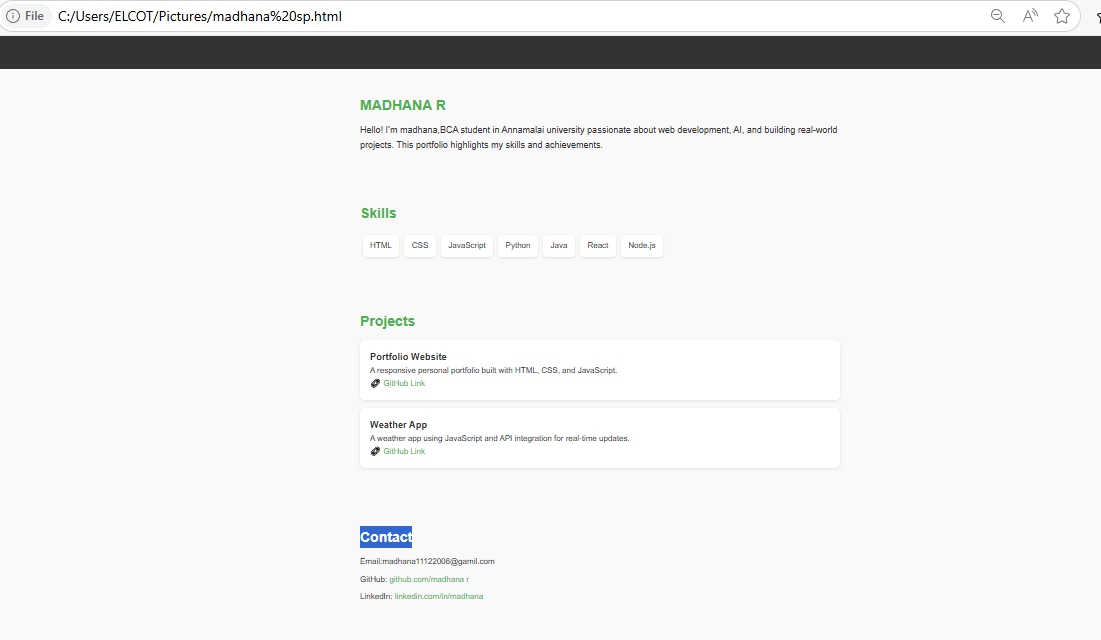 File C:/Users/ELCOT/Pictures/madhana%20sp.html
MADHANA R
Hello! I'm madhana,BCA student in Annamalai university passionate about web development, AI, and building real-world
projects. This portfolio highlights my skills and achievements.
Skills
HTML CSS JavaScript Python Java React Node.js
Projects
Portfolio Website
A responsive personal portfolio built with HTML, CSS, and JavaScript.
GitHub Link
Weather App
A weather app using JavaScript and API integration for real-time updates.
GitHub Link
Contact
Email:madhana11122006@gamil.com
GitHub: github.com/madhana r
LinkedIn: linkedin.com/in/madhana